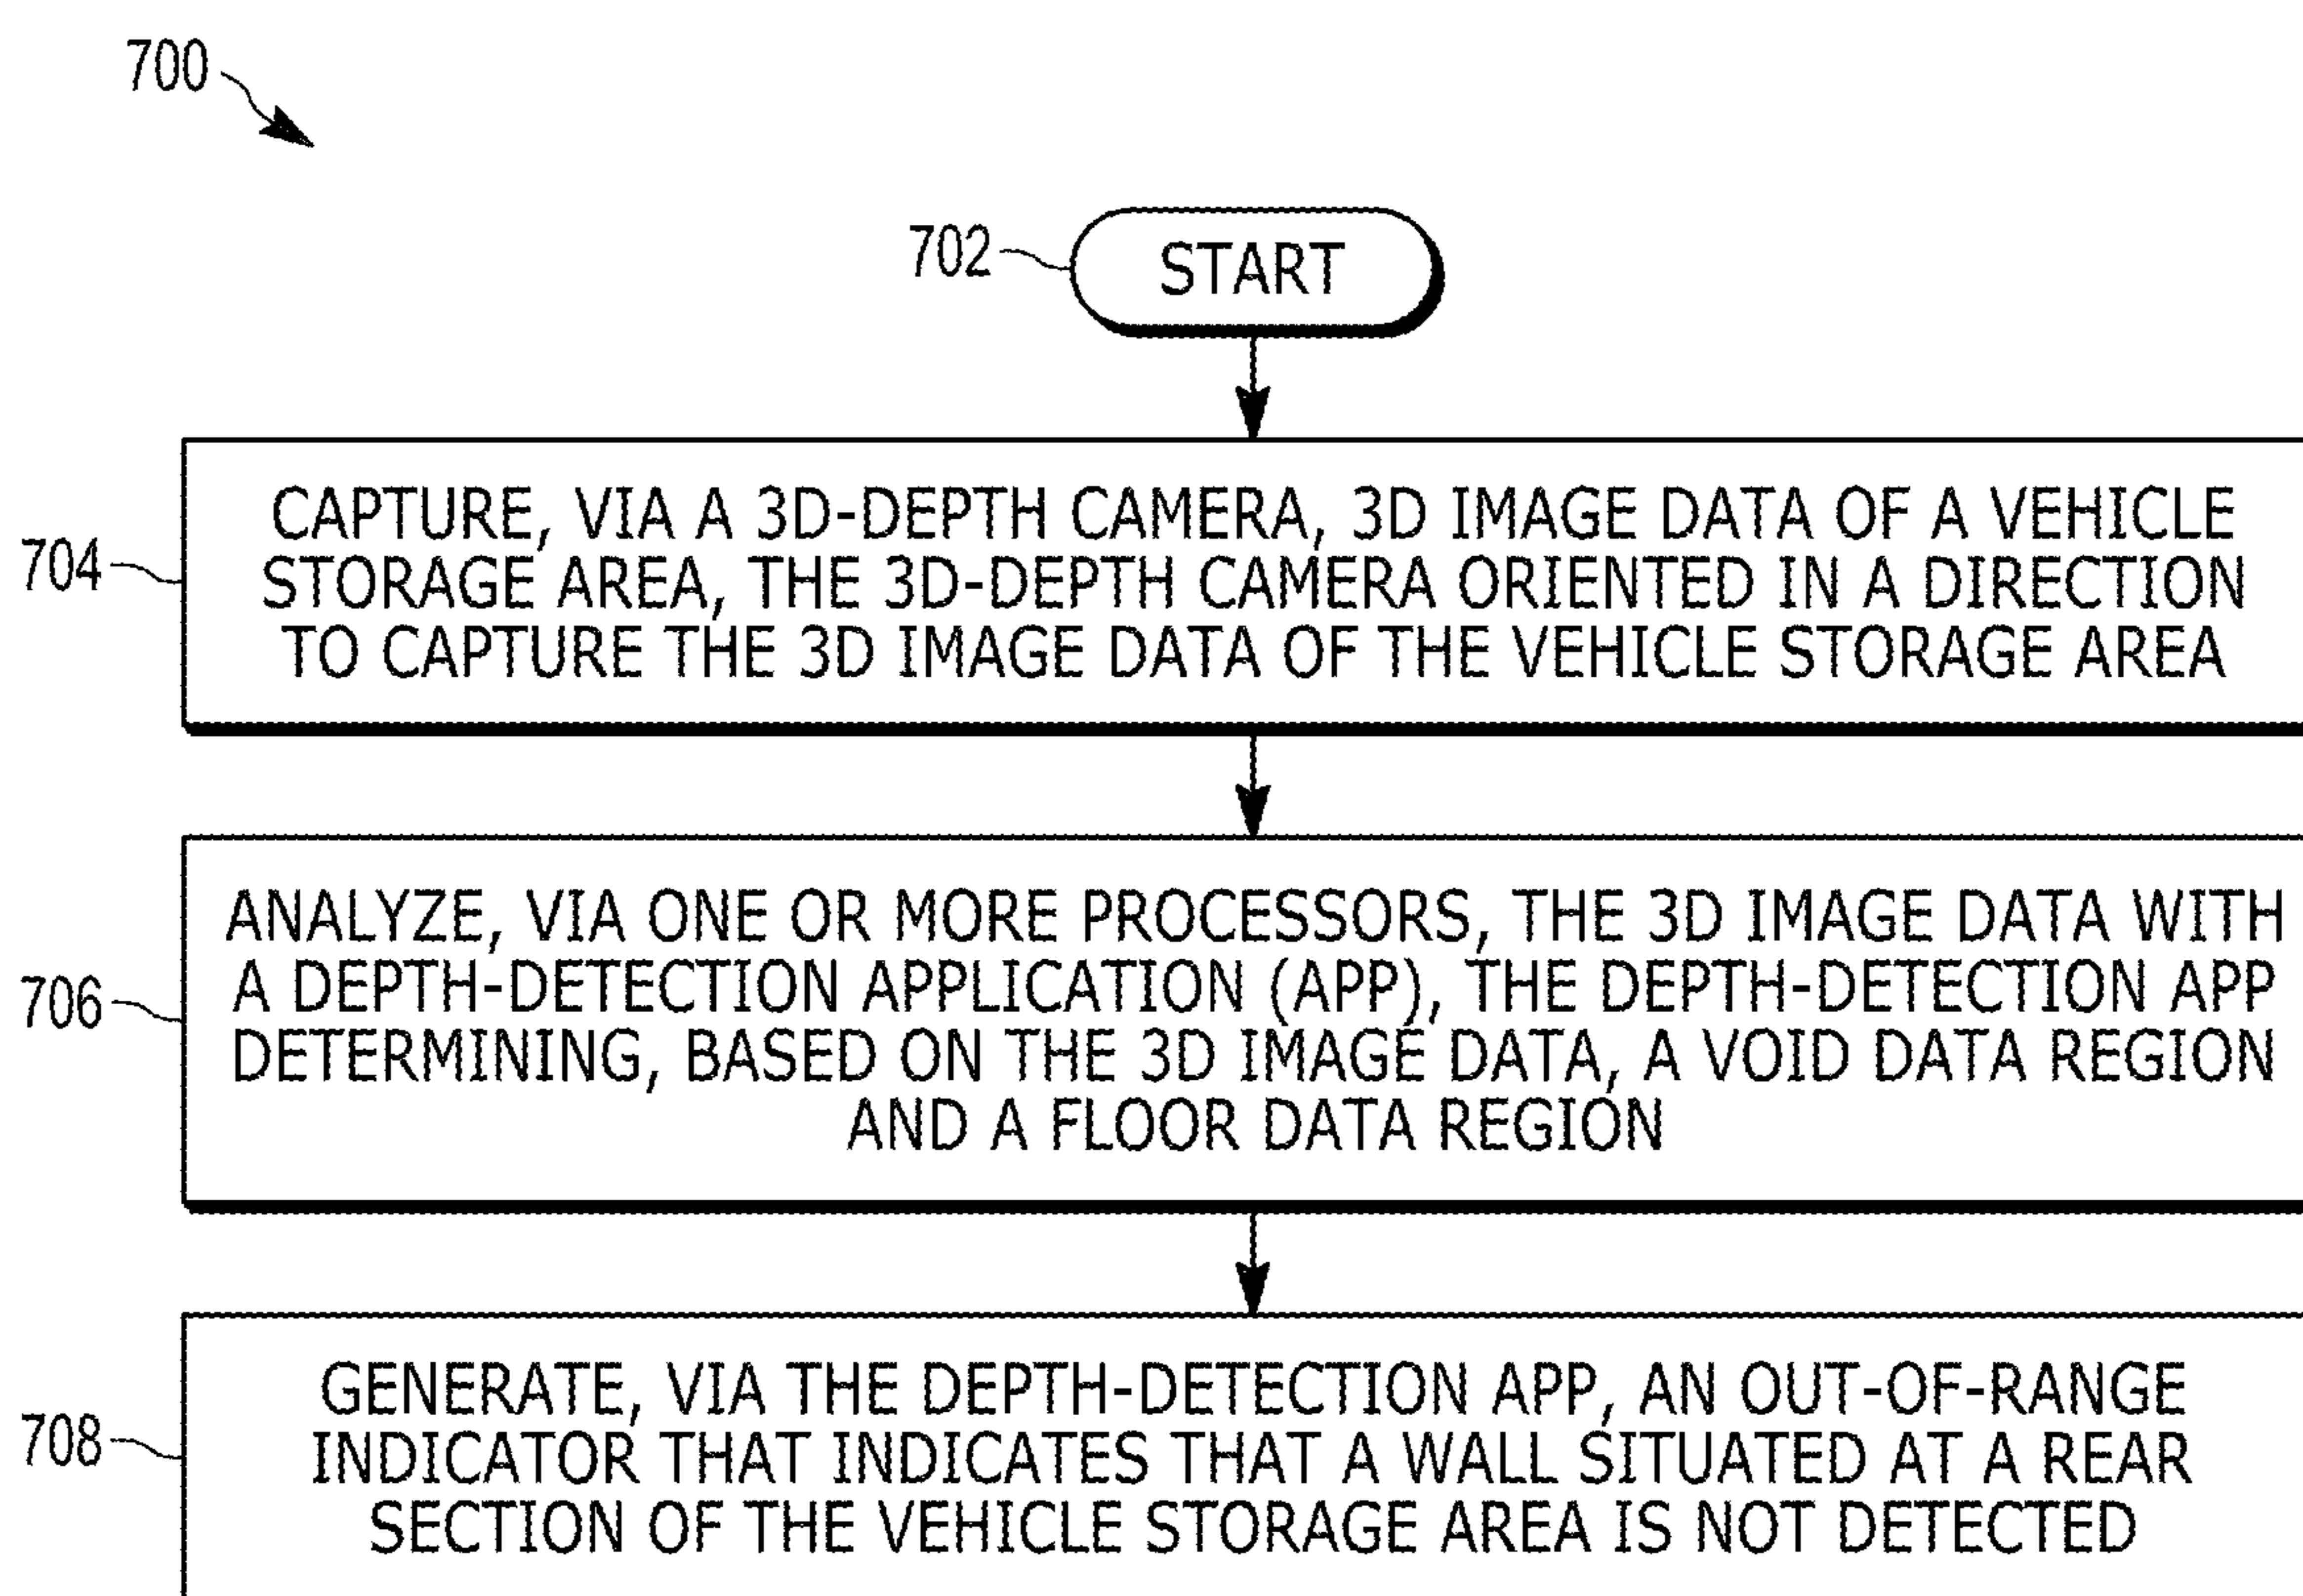 700
702
START
704
CAPTURE, VIA A 3D-DEPTH CAMERA, 3D IMAGE DATA OF A VEHICLE
STORAGE AREA, THE 3D-DEPTH CAMERA ORIENTED IN A DIRECTION
TO CAPTURE THE 3D IMAGE DATA OF THE VEHICLE STORAGE AREA
706
ANALYZE, VIA ONE OR MORE PROCESSORS, THE 3D IMAGE DATA WITH
A DEPTH-DETECTION APPLICATION (APP), THE DEPTH-DETECTION APP
DETERMINING, BASED ON THE 3D IMAGE DATA, A VOID DATA REGION
AND A FLOOR DATA REGION
708
GENERATE, VIA THE DEPTH-DETECTION APP, AN OUT-OF-RANGE
INDICATOR THAT INDICATES THAT A WALL SITUATED AT A REAR
SECTION OF THE VEHICLE STORAGE AREA IS NOT DETECTED